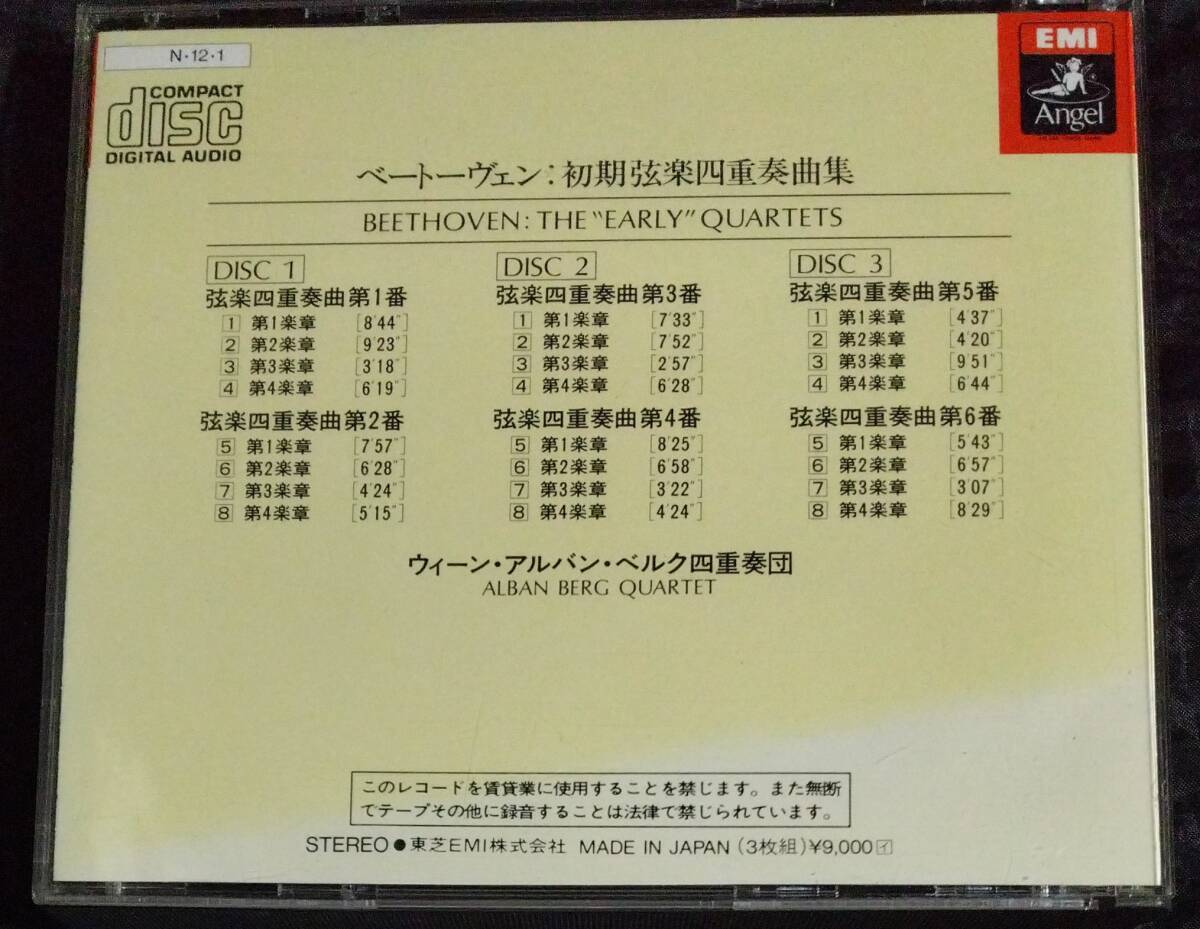 N・12・1
COMPACT
disc
DIGITAL AUDIO
EMI
Angel
ベートーヴェン：初期弦楽四重奏曲集
BEETHOVEN: THE “EARLY” QUARTETS
DISC 1
弦楽四重奏曲第1番
1 第1楽章 [8′44″]
2 第2楽章 [9′23″]
3 第3楽章 [3′18″]
4 第4楽章 [6′19″]
弦楽四重奏曲第2番
5 第1楽章 [7′57″]
6 第2楽章 [6′28″]
7 第3楽章 [4′24″]
8 第4楽章 [5′15″]
DISC 2
弦楽四重奏曲第3番
1 第1楽章 [7′33″]
2 第2楽章 [7′52″]
3 第3楽章 [2′57″]
4 第4楽章 [6′28″]
弦楽四重奏曲第4番
5 第1楽章 [8′25″]
6 第2楽章 [6′58″]
7 第3楽章 [3′22″]
8 第4楽章 [4′24″]
DISC 3
弦楽四重奏曲第5番
1 第1楽章 [4′37″]
2 第2楽章 [4′20″]
3 第3楽章 [9′51″]
4 第4楽章 [6′44″]
弦楽四重奏曲第6番
5 第1楽章 [5′43″]
6 第2楽章 [6′57″]
7 第3楽章 [3′07″]
8 第4楽章 [8′29″]
ウィーン・アルバン・ベルク四重奏団
ALBAN BERG QUARTET
このレコードを賃貸業に使用することを禁じます。また無断
でテープその他に録音することは法律で禁じられています。
STEREO●東芝EMI株式会社 MADE IN JAPAN (3枚組)¥9,000イ